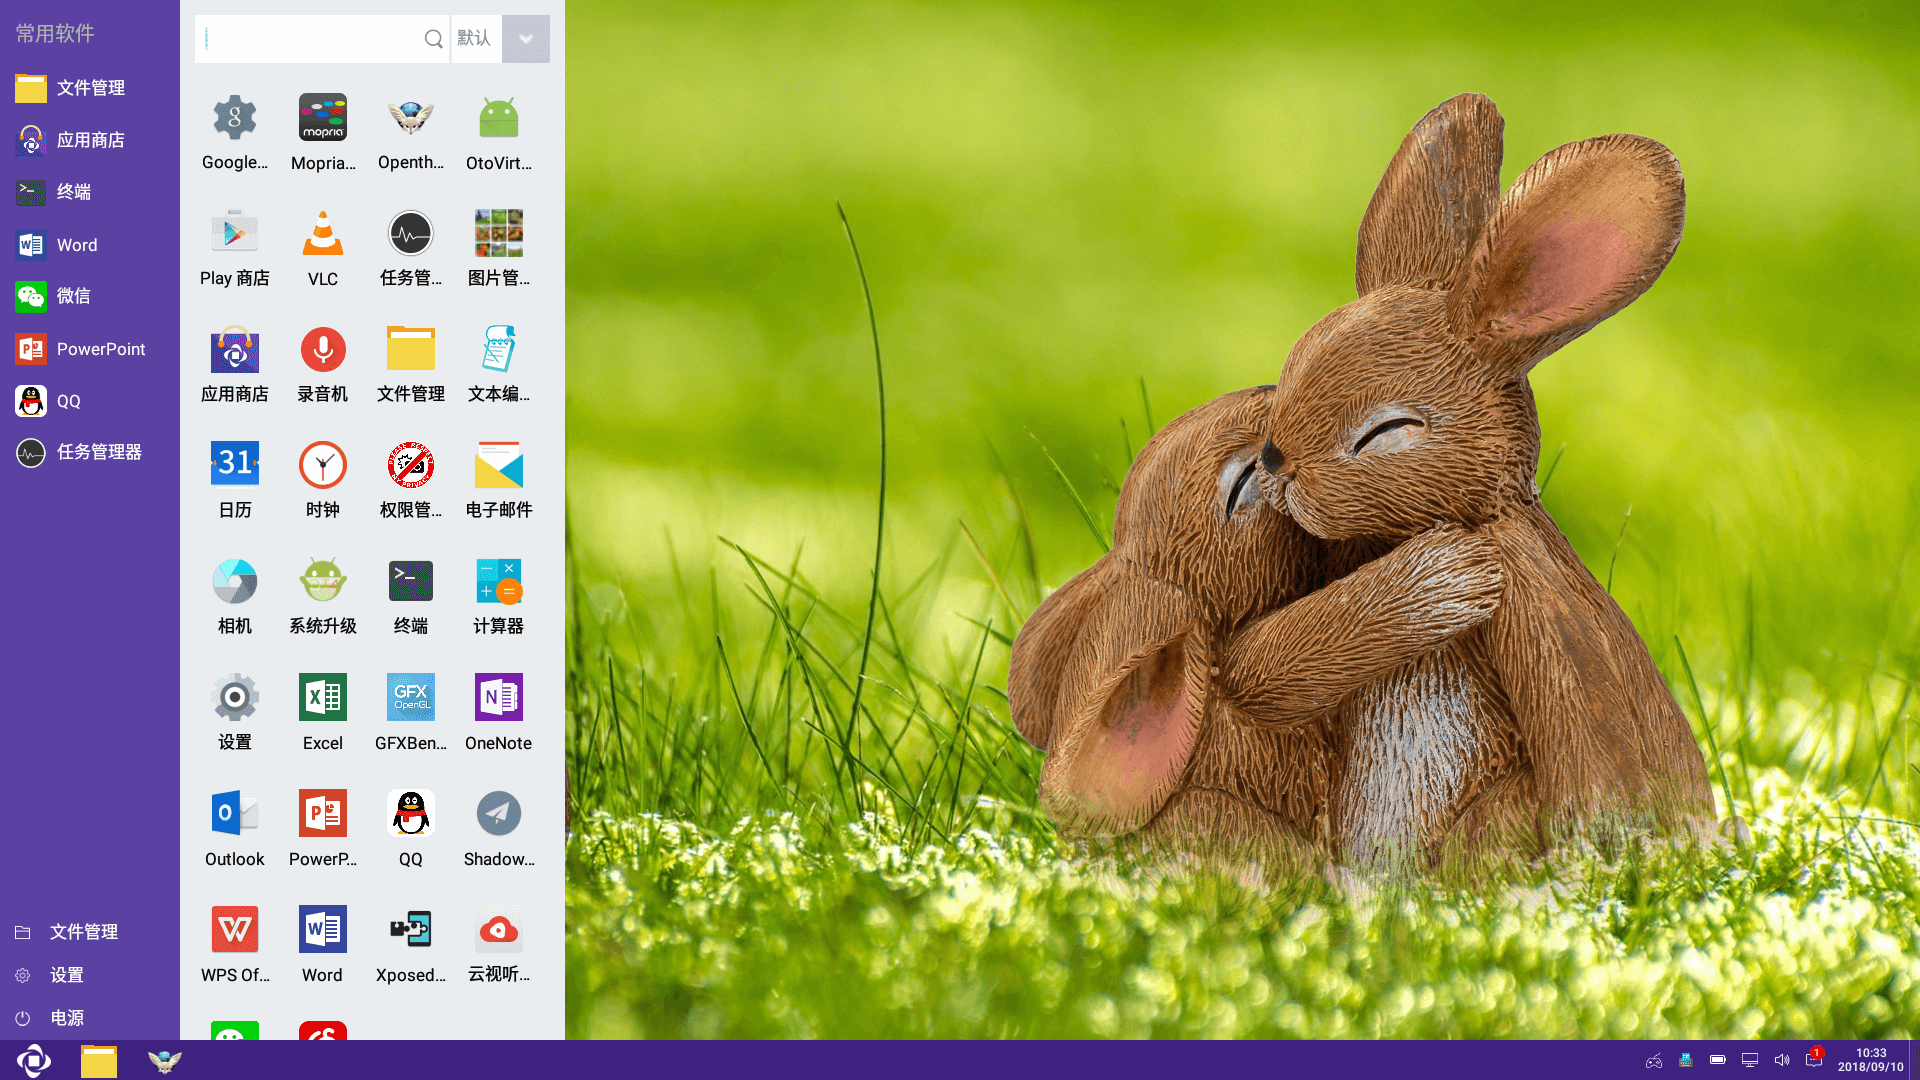 常用软件
文件管理
应用商店
终端
Word
微信
PowerPoint
QQ
任务管理器
文件管理
设置
电源
默认
Google...
mopria
Mopria...
Openth...
OtoVirt...
Play 商店
VLC
任务管...
图片管...
应用商店
录音机
文件管理
文本编...
31
日历
时钟
权限管...
电子邮件
相机
系统升级
终端
计算器
设置
Excel
GFX
OpenGL
GFXBen...
OneNote
Outlook
PowerP...
QQ
Shadow...
WPS Of...
Word
Xposed...
云视听...
1
10:33
2018/09/10